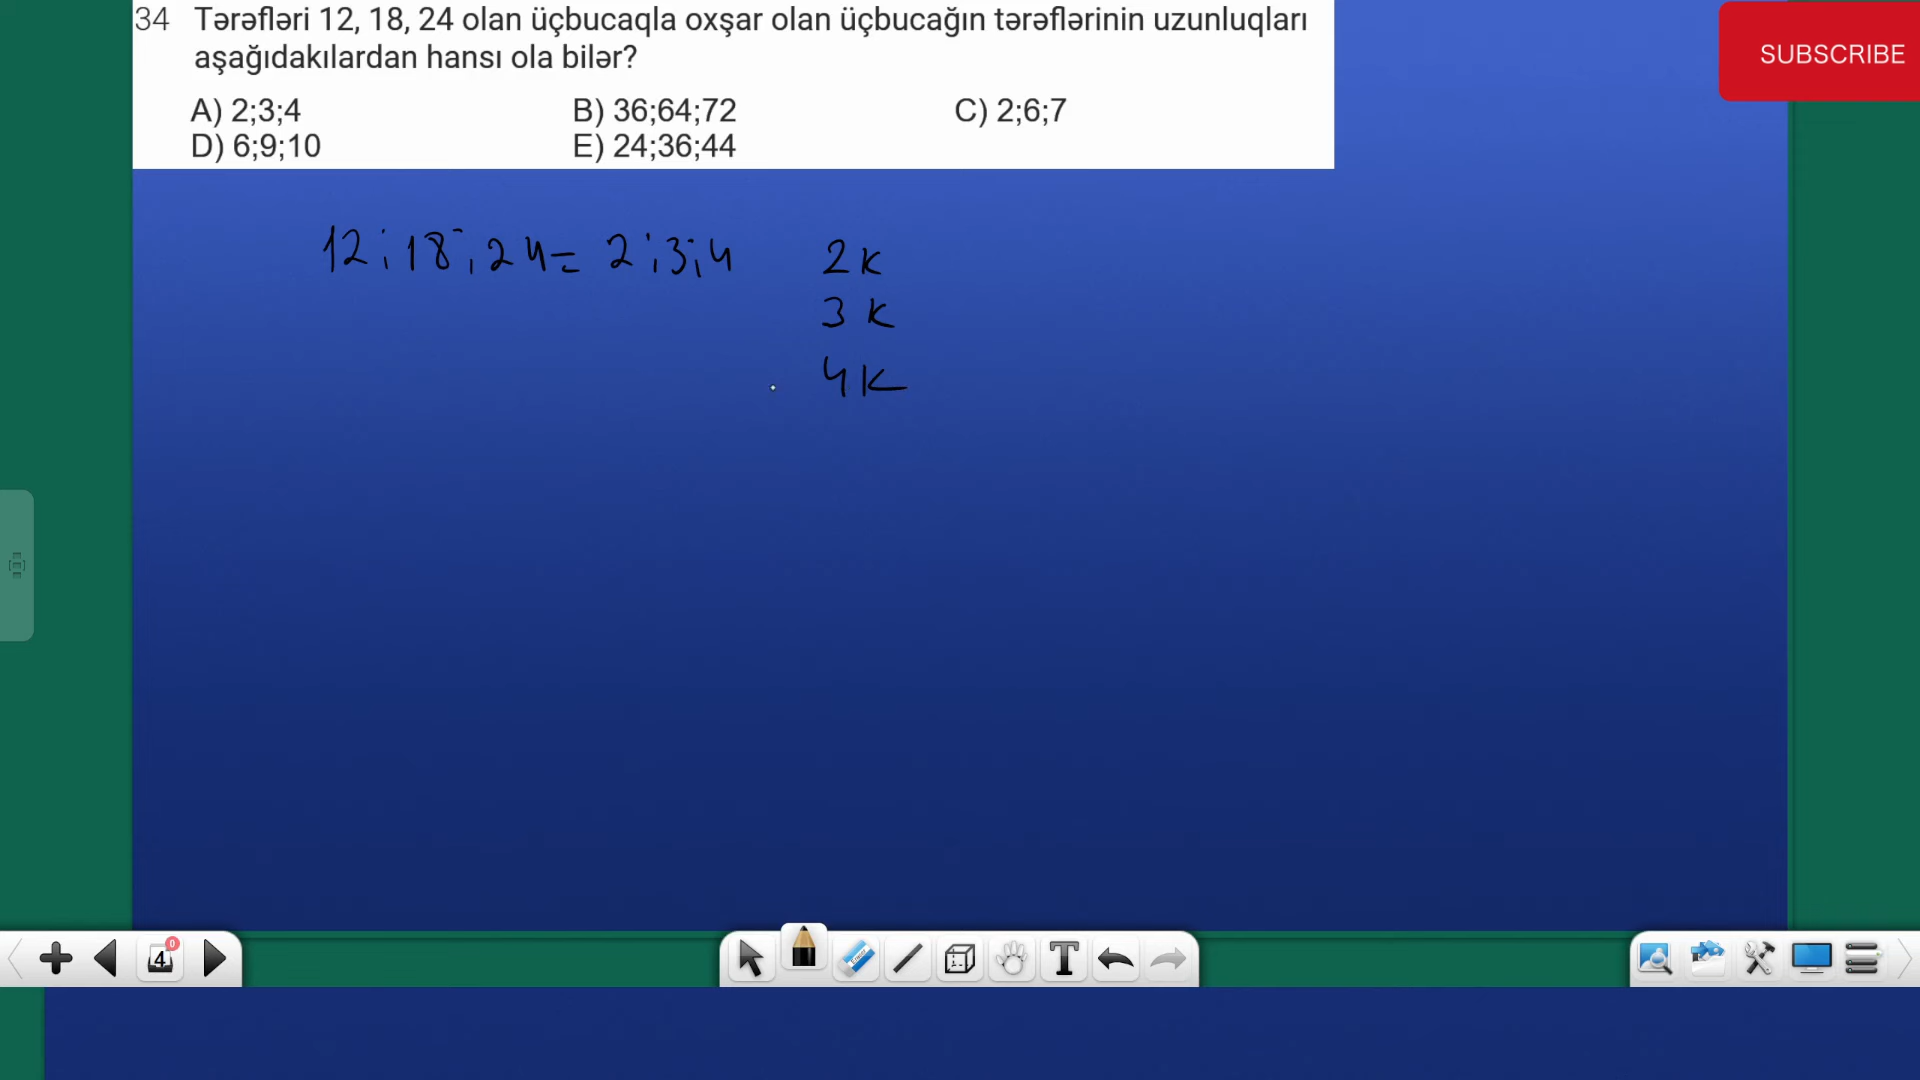 34 Tərəfləri 12, 18, 24 olan üçbucaqla oxşar olan üçbucağın tərəflərinin uzunluqları
aşağıdakılardan hansı ola bilər?
A) 2;3;4 B) 36;64;72 C) 2;6;7
D) 6;9;10 E) 24;36;44
SUBSCRIBE
12;18;24= 2;3;4 2k
3k
4k
4 0
T